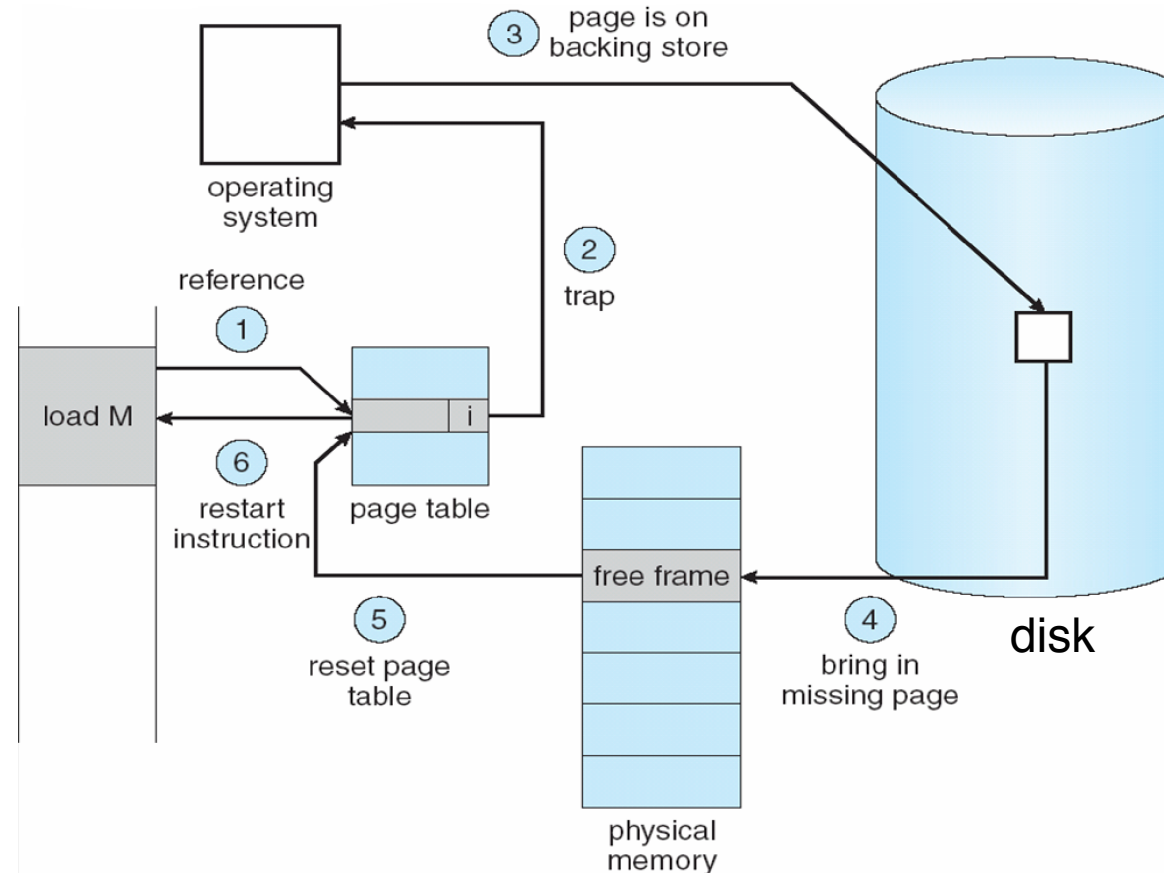 3
page is on
backing store
operating
system
2
trap
reference
1
load M
i
6
restart
instruction
page table
free frame
5
reset page
table
4
bring in
missing page
disk
physical
memory